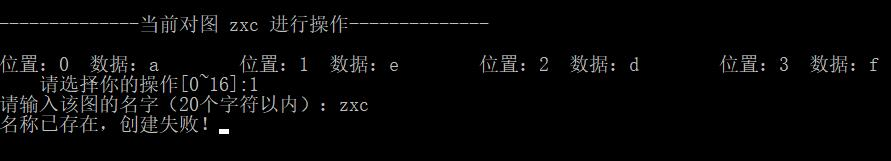 --------------当前对图 zxc 进行操作--------------
位置：0  数据：a        位置：1  数据：e        位置：2  数据：d        位置：3  数据：f
    请选择你的操作[0~16]:1
请输入该图的名字（20个字符以内）：zxc
名称已存在，创建失败！